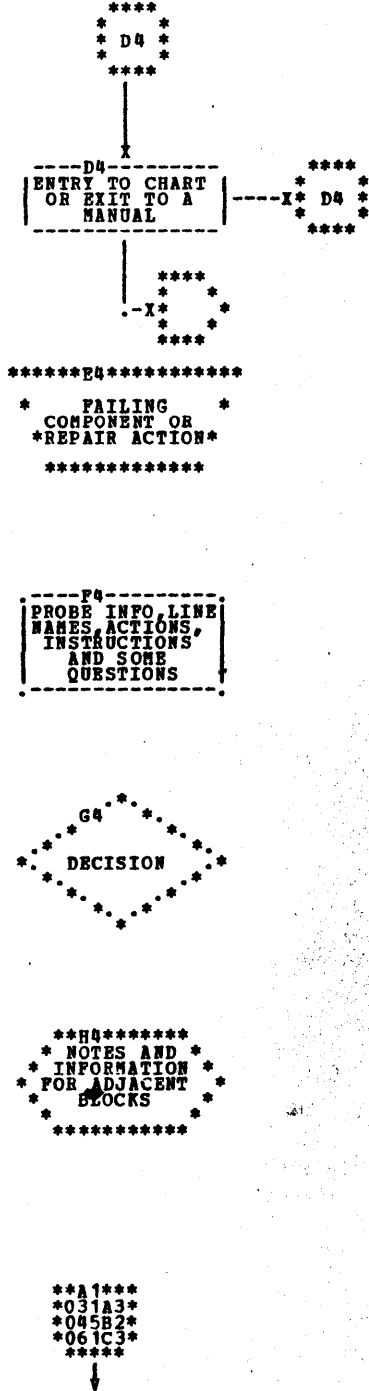 D4
D4
ENTRY TO CHART
OR EXIT TO A
MANUAL
D4
E4
FAILING
COMPONENT OR
*REPAIR ACTION*
F4
PROBE INFO,LINE
NAMES,ACTIONS,
INSTRUCTIONS
AND SOME
QUESTIONS
G4
DECISION
**H4*******
* NOTES AND *
* INFORMATION *
* FOR ADJACENT *
* BLOCKS *
**A1***
*031A3*
*045B2*
*061C3*